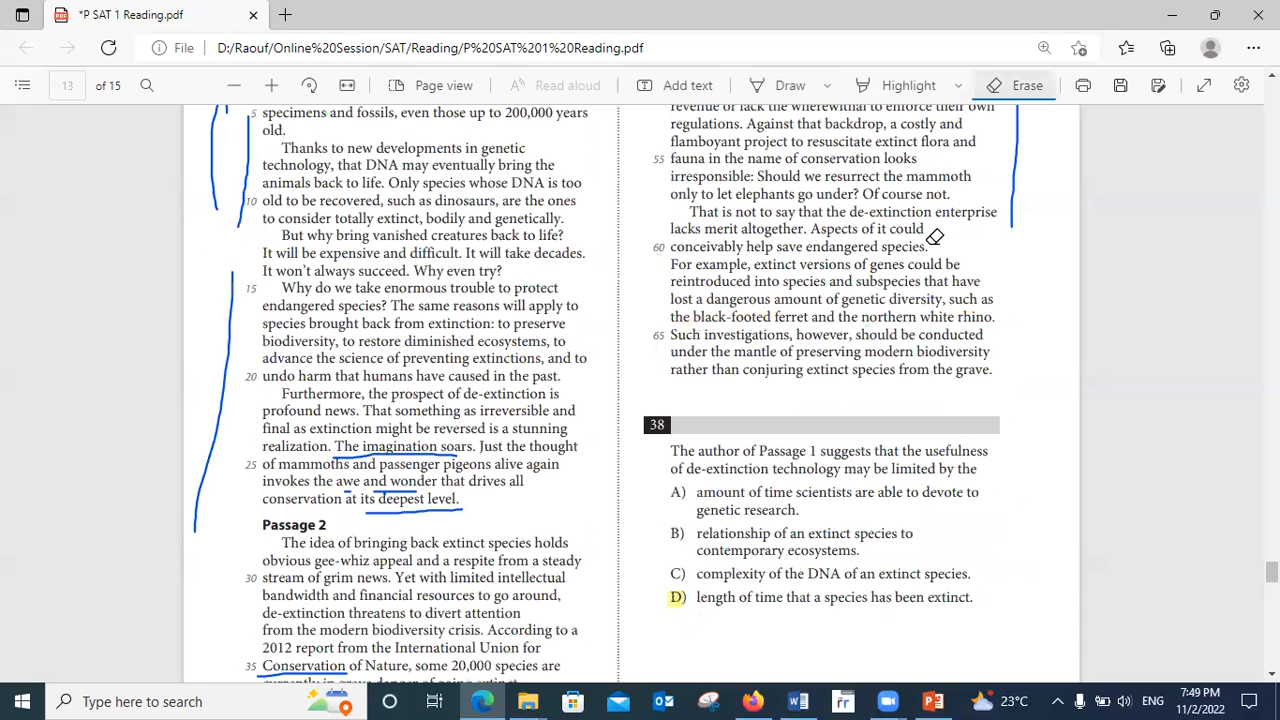 *P SAT 1 Reading.pdf
File
D:/Raouf/Online%20Session/SAT/Reading/P%20SAT%201%20Reading.pdf
13 of 15
Page view
Read aloud
Add text
Draw
Highlight
Erase
5 specimens and fossils, even those up to 200,000 years
old.
Thanks to new developments in genetic
technology, that DNA may eventually bring the
animals back to life. Only species whose DNA is too
10 old to be recovered, such as dinosaurs, are the ones
to consider totally extinct, bodily and genetically.
But why bring vanished creatures back to life?
It will be expensive and difficult. It will take decades.
It won't always succeed. Why even try?
15 Why do we take enormous trouble to protect
endangered species? The same reasons will apply to
species brought back from extinction: to preserve
biodiversity, to restore diminished ecosystems, to
advance the science of preventing extinctions, and to
20 undo harm that humans have caused in the past.
Furthermore, the prospect of de-extinction is
profound news. That something as irreversible and
final as extinction might be reversed is a stunning
realization. The imagination soars. Just the thought
25 of mammoths and passenger pigeons alive again
invokes the awe and wonder that drives all
conservation at its deepest level.
Passage 2
The idea of bringing back extinct species holds
obvious gee-whiz appeal and a respite from a steady
30 stream of grim news. Yet with limited intellectual
bandwidth and financial resources to go around,
de-extinction threatens to divert attention
from the modern biodiversity crisis. According to a
2012 report from the International Union for
35 Conservation of Nature, some 20,000 species are
currently in grave danger of going extinct.
revenue or lack the wherewithal to enforce their own
regulations. Against that backdrop, a costly and
flamboyant project to resuscitate extinct flora and
55 fauna in the name of conservation looks
irresponsible: Should we resurrect the mammoth
only to let elephants go under? Of course not.
That is not to say that the de-extinction enterprise
lacks merit altogether. Aspects of it could
60 conceivably help save endangered species.
For example, extinct versions of genes could be
reintroduced into species and subspecies that have
lost a dangerous amount of genetic diversity, such as
the black-footed ferret and the northern white rhino.
65 Such investigations, however, should be conducted
under the mantle of preserving modern biodiversity
rather than conjuring extinct species from the grave.
38
The author of Passage 1 suggests that the usefulness
of de-extinction technology may be limited by the
A) amount of time scientists are able to devote to
genetic research.
B) relationship of an extinct species to
contemporary ecosystems.
C) complexity of the DNA of an extinct species.
D) length of time that a species has been extinct.
Type here to search
23°C
ENG
7:49 PM
11/2/2022